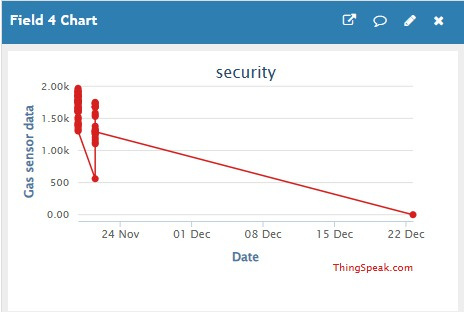 Field 4 Chart
security
Gas sensor data
2.00k
1.50k
1.00k
500
0.00
24 Nov 01 Dec 08 Dec 15 Dec 22 Dec
Date
ThingSpeak.com